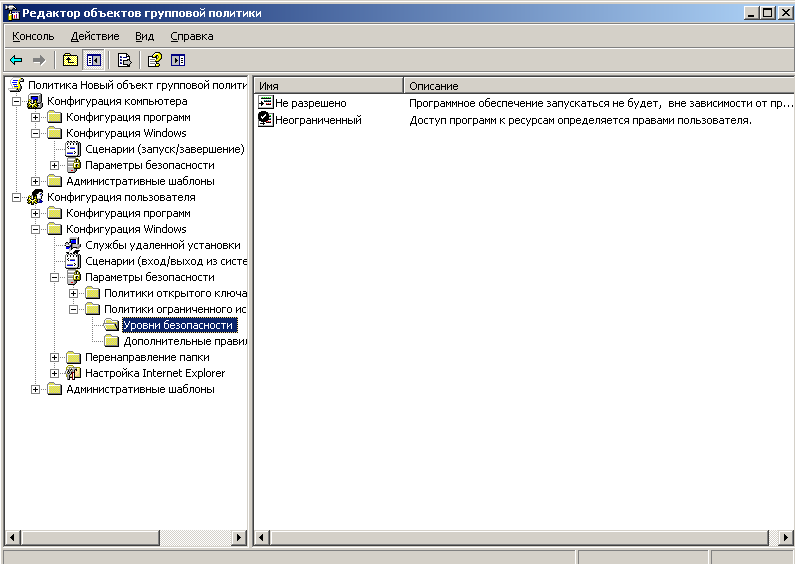 Редактор объектов групповой политики
Консоль Действие Вид Справка
Политика Новый объект групповой полити
Конфигурация компьютера
Конфигурация программ
Конфигурация Windows
Сценарии (запуск/завершение)
Параметры безопасности
Административные шаблоны
Конфигурация пользователя
Конфигурация программ
Конфигурация Windows
Службы удаленной установки
Сценарии (вход/выход из систе
Параметры безопасности
Политики открытого ключа
Политики ограниченного ис
Уровни безопасности
Дополнительные правил
Перенаправление папки
Настройка Internet Explorer
Административные шаблоны
Имя Описание
Не разрешено Программное обеспечение запускаться не будет, вне зависимости от пр...
Неограниченный Доступ программ к ресурсам определяется правами пользователя.